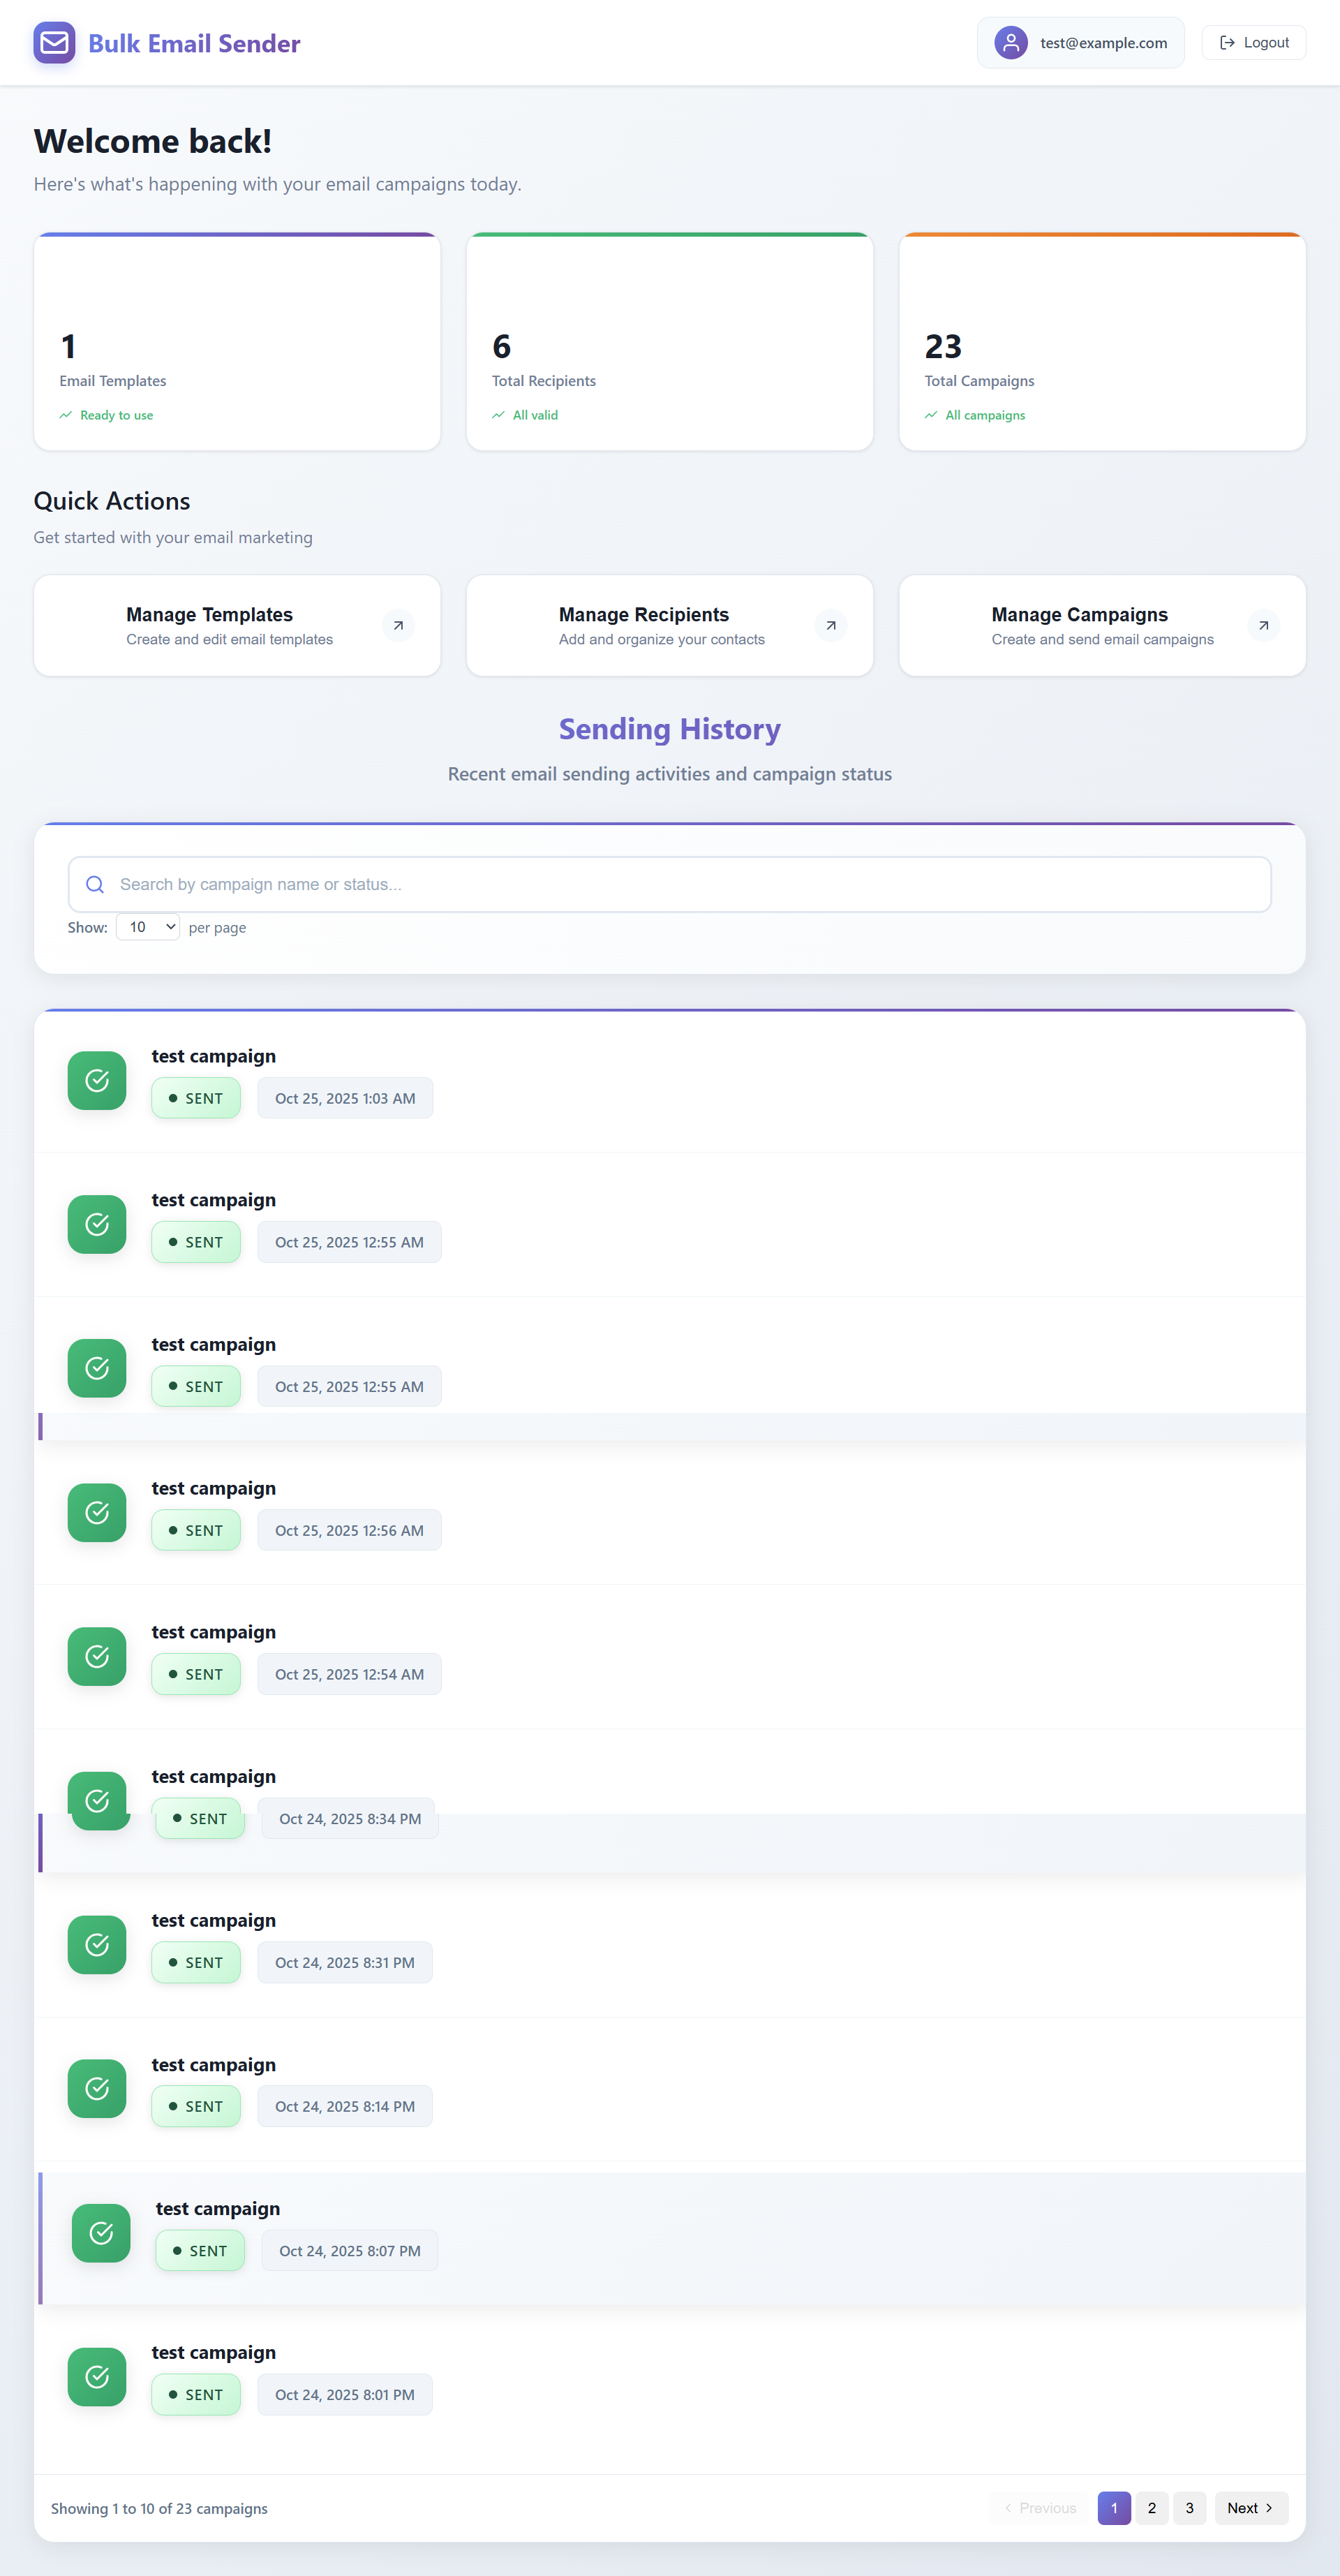 Bulk Email Sender
test@example.com
Logout
Welcome back!
Here's what's happening with your email campaigns today.
1
Email Templates
Ready to use
6
Total Recipients
All valid
23
Total Campaigns
All campaigns
Quick Actions
Get started with your email marketing
Manage Templates
Create and edit email templates
Manage Recipients
Add and organize your contacts
Manage Campaigns
Create and send email campaigns
Sending History
Recent email sending activities and campaign status
Search by campaign name or status...
Show: 10 per page
test campaign
SENT Oct 25, 2025 1:03 AM
test campaign
SENT Oct 25, 2025 12:55 AM
test campaign
SENT Oct 25, 2025 12:55 AM
test campaign
SENT Oct 25, 2025 12:56 AM
test campaign
SENT Oct 25, 2025 12:54 AM
test campaign
SENT Oct 24, 2025 8:34 PM
test campaign
SENT Oct 24, 2025 8:31 PM
test campaign
SENT Oct 24, 2025 8:14 PM
test campaign
SENT Oct 24, 2025 8:07 PM
test campaign
SENT Oct 24, 2025 8:01 PM
Showing 1 to 10 of 23 campaigns
Previous 1 2 3 Next